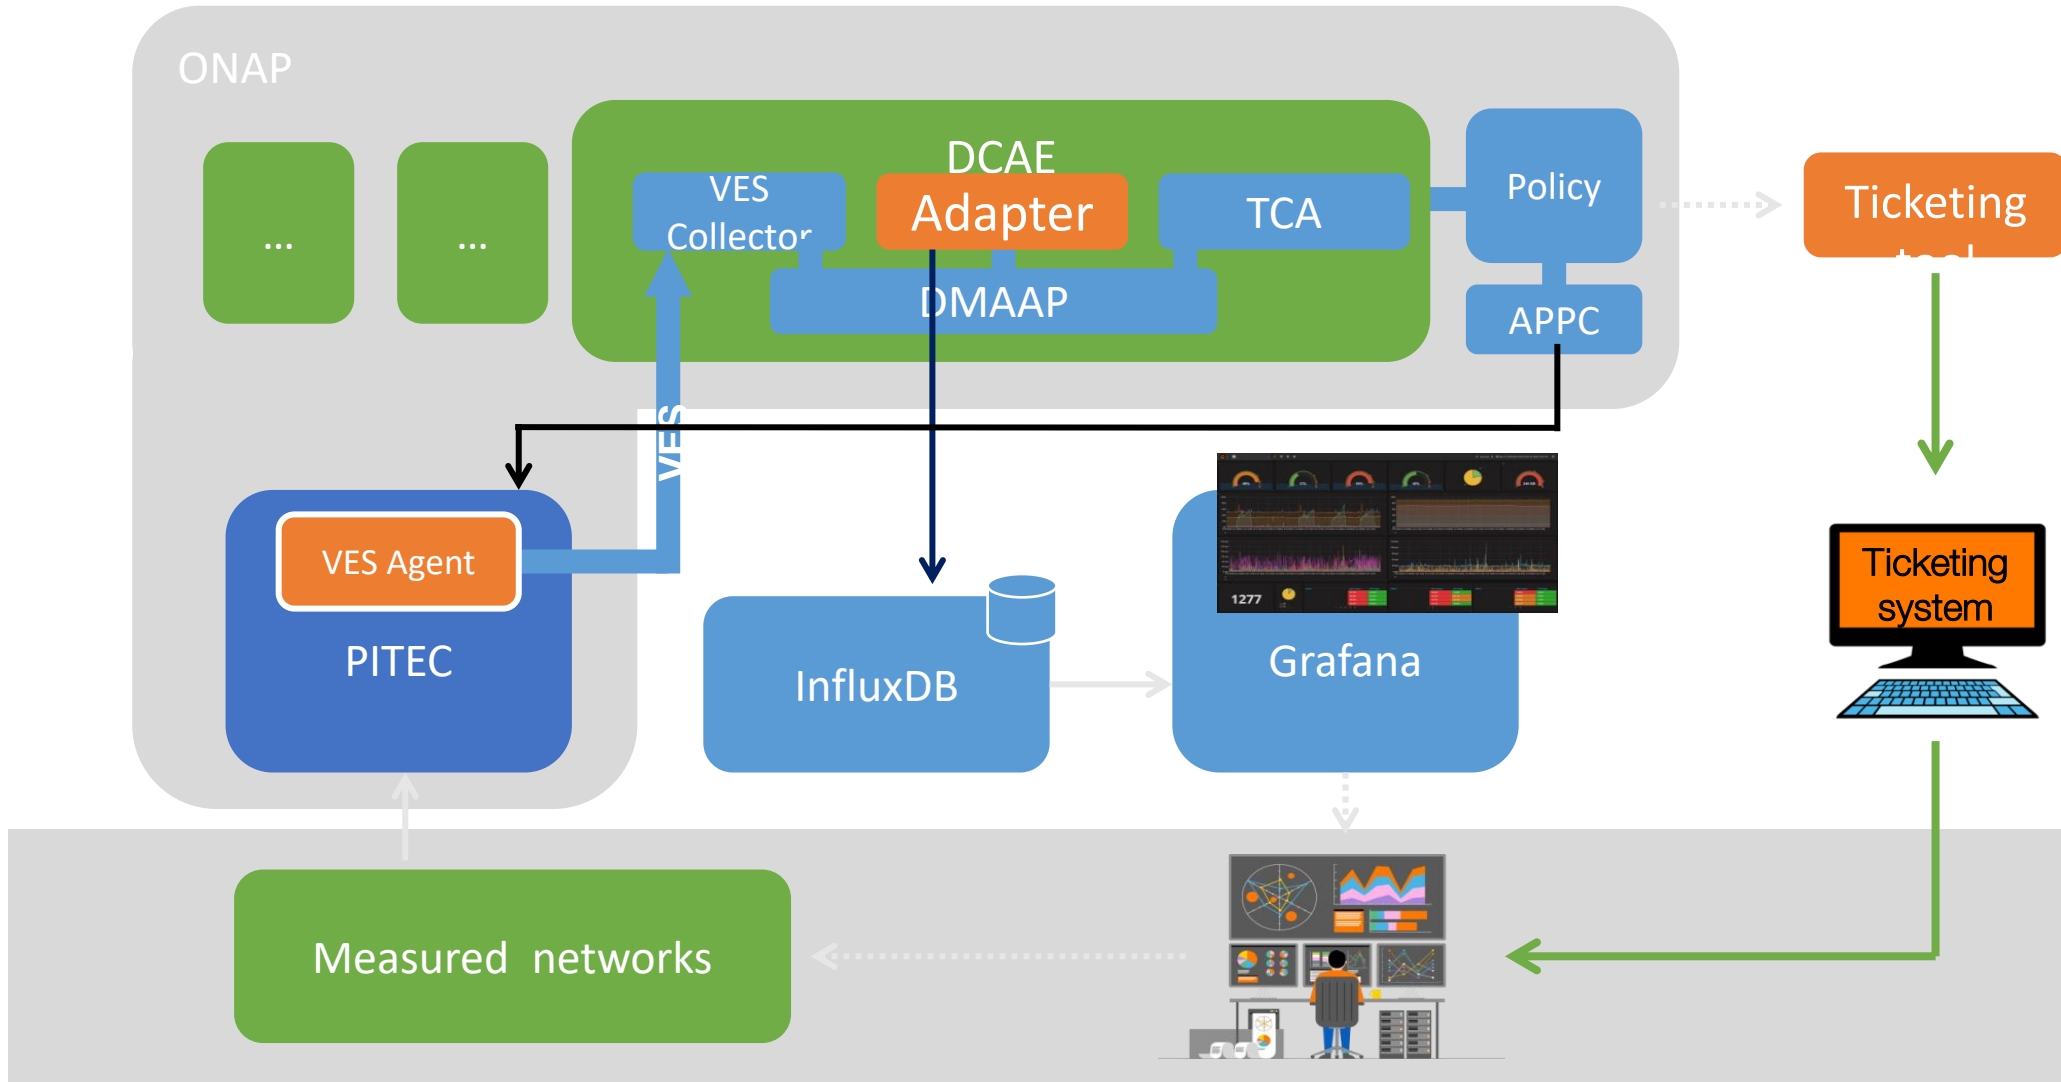 ONAP
...
...
DCAE
VES
Collector
Adapter
TCA
DMAAP
Policy
APPC
Ticketing
tool
VES
VES Agent
PITEC
InfluxDB
1277
Grafana
Ticketing
system
Measured networks